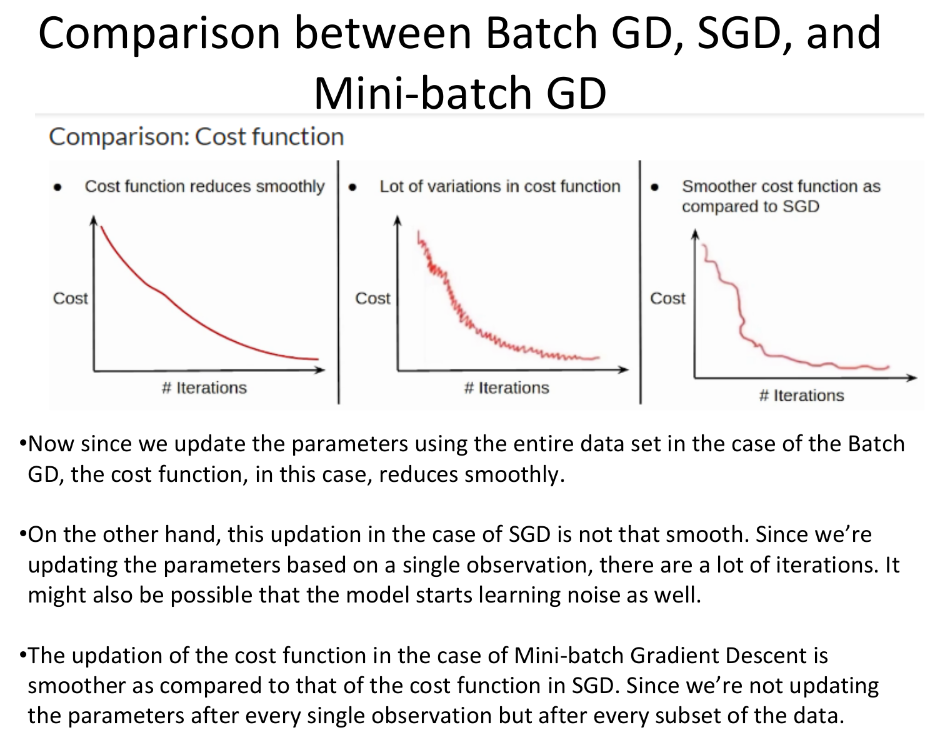 Comparison between Batch GD, SGD, and
Mini-batch GD
Comparison: Cost function
• Cost function reduces smoothly
Cost
# Iterations
• Lot of variations in cost function
Cost
# Iterations
• Smoother cost function as
compared to SGD
Cost
# Iterations
•Now since we update the parameters using the entire data set in the case of the Batch
GD, the cost function, in this case, reduces smoothly.
•On the other hand, this updation in the case of SGD is not that smooth. Since we’re
updating the parameters based on a single observation, there are a lot of iterations. It
might also be possible that the model starts learning noise as well.
•The updation of the cost function in the case of Mini-batch Gradient Descent is
smoother as compared to that of the cost function in SGD. Since we’re not updating
the parameters after every single observation but after every subset of the data.